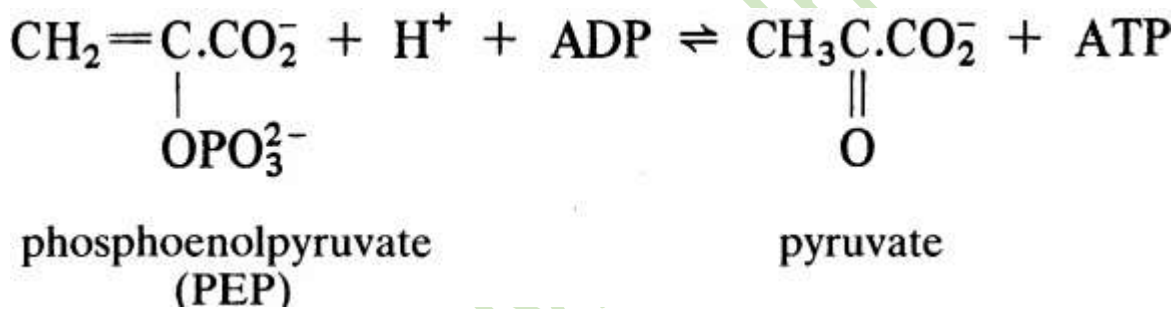 CH₂=C.CO₂⁻ + H⁺ + ADP ⇌ CH₃C.CO₂⁻ + ATP
OPO₃²⁻ O
phosphoenolpyruvate pyruvate
(PEP)